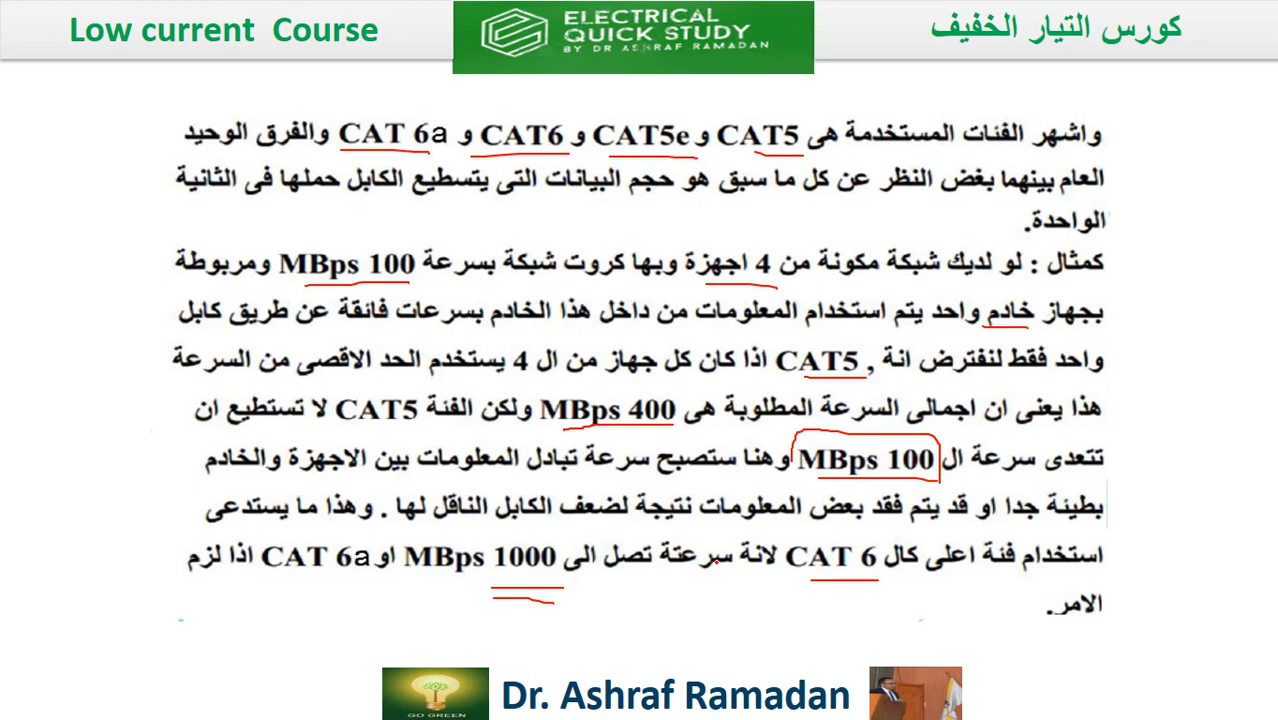 Low current Course
ELECTRICAL
QUICK STUDY
BY DR ASHRAF RAMADAN
كورس التيار الخفيف
واشهر الفئات المستخدمة هى CAT5 و CAT5e و CAT6 و CAT 6a والفرق الوحيد
العام بينهما بغض النظر عن كل ما سبق هو حجم البيانات التى يتسطيع الكابل حملها فى الثانية
الواحدة.
كمثال : لو لديك شبكة مكونة من 4 اجهزة وبها كروت شبكة بسرعة 100 MBps ومربوطة
بجهاز خادم واحد يتم استخدام المعلومات من داخل هذا الخادم بسرعات فائقة عن طريق كابل
واحد فقط لنفترض انة CAT5 , اذا كان كل جهاز من ال 4 يستخدم الحد الاقصى من السرعة
هذا يعنى ان اجمالى السرعة المطلوبة هى 400 MBps ولكن الفئة CAT5 لا تستطيع ان
تتعدى سرعة ال 100 MBps وهنا ستصبح سرعة تبادل المعلومات بين الاجهزة والخادم
بطيئة جدا او قد يتم فقد بعض المعلومات نتيجة لضعف الكابل الناقل لها . وهذا ما يستدعى
استخدام فئة اعلى كال CAT 6 لانة سرعتة تصل الى 1000 MBps او CAT 6a اذا لزم
الامر.
GO GREEN
Dr. Ashraf Ramadan